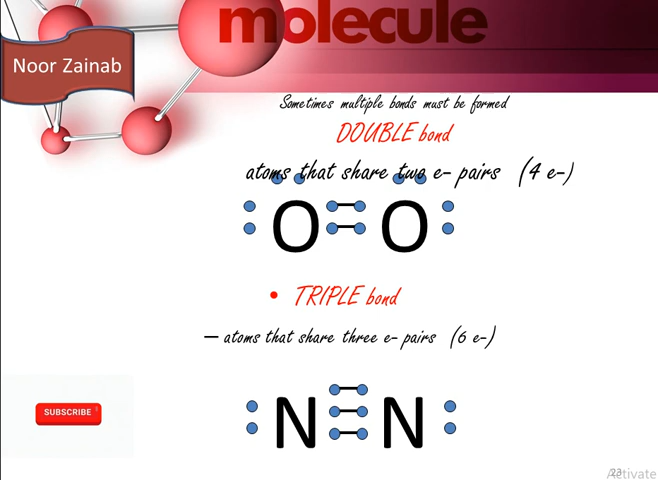 molecule
Noor Zainab
Sometimes multiple bonds must be formed
DOUBLE bond
atoms that share two e- pairs (4 e-)
O O
• TRIPLE bond
– atoms that share three e- pairs (6 e-)
N N
SUBSCRIBE
23
Activate